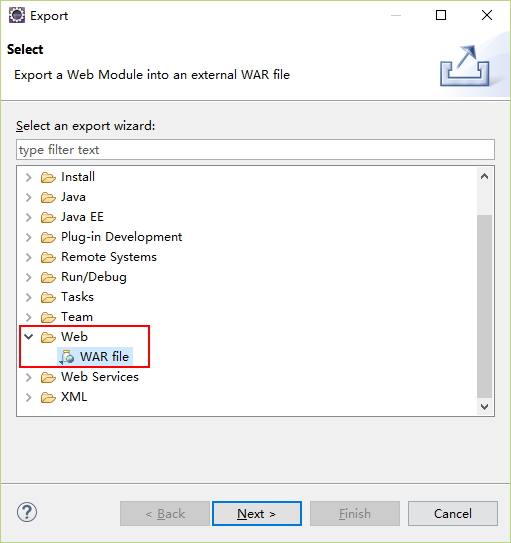 Export
Select
Export a Web Module into an external WAR file
Select an export wizard:
type filter text
Install
Java
Java EE
Plug-in Development
Remote Systems
Run/Debug
Tasks
Team
Web
WAR file
Web Services
XML
? < Back Next > Finish Cancel